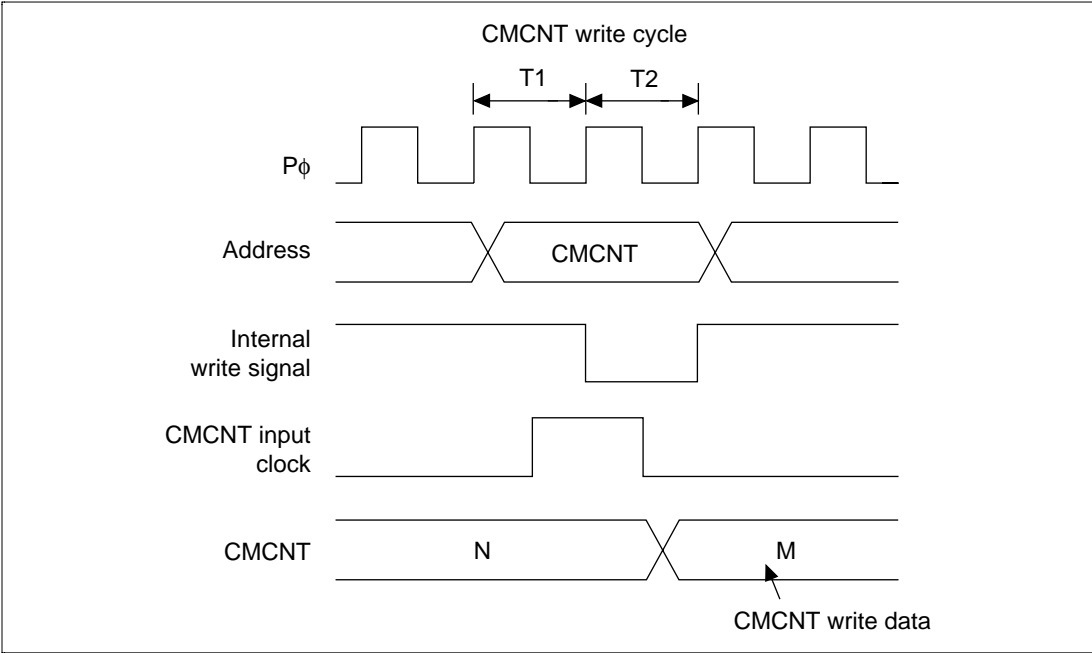 CMCNT write cycle
T1 T2
Pϕ
Address CMCNT
Internal
write signal
CMCNT input
clock
CMCNT N M
CMCNT write data